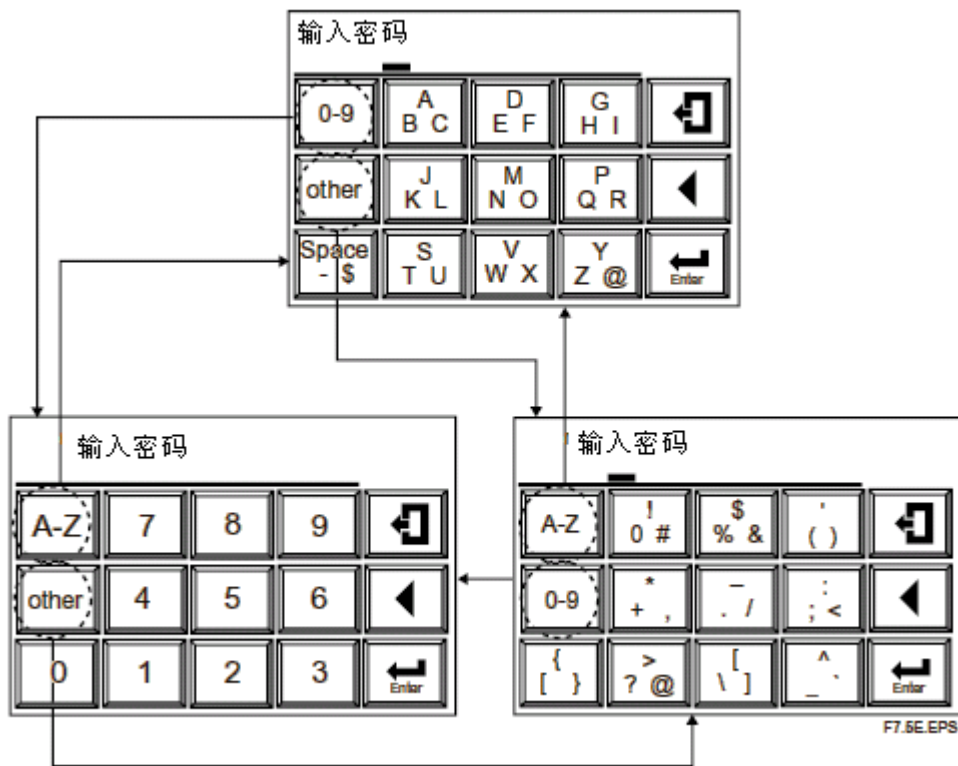 输入密码
0-9 A D G
B C E F H I
other J M P
K L N O Q R
Space S V Y
- $ T U W X Z @ Enter
输入密码
A-Z 7 8 9
other 4 5 6
0 1 2 3 Enter
输入密码
A-Z ! $ '
0 # % & ( )
0-9 * – :
+ , . / ; <
{ > [ ^
[ } ? @ \ ] _ `
Enter
F7.5E.EPS